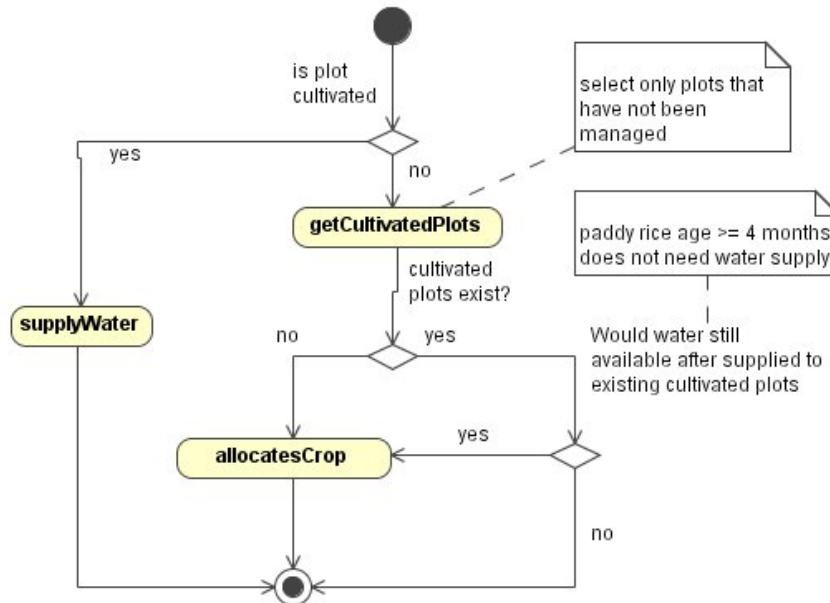 is plot
cultivated
select only plots that
have not been
managed
yes
no
getCultivatedPlots
paddy rice age >= 4 months
does not need water supply
cultivated
plots exist?
supplyWater
no
yes
Would water still
available after supplied to
existing cultivated plots
allocatesCrop
yes
no